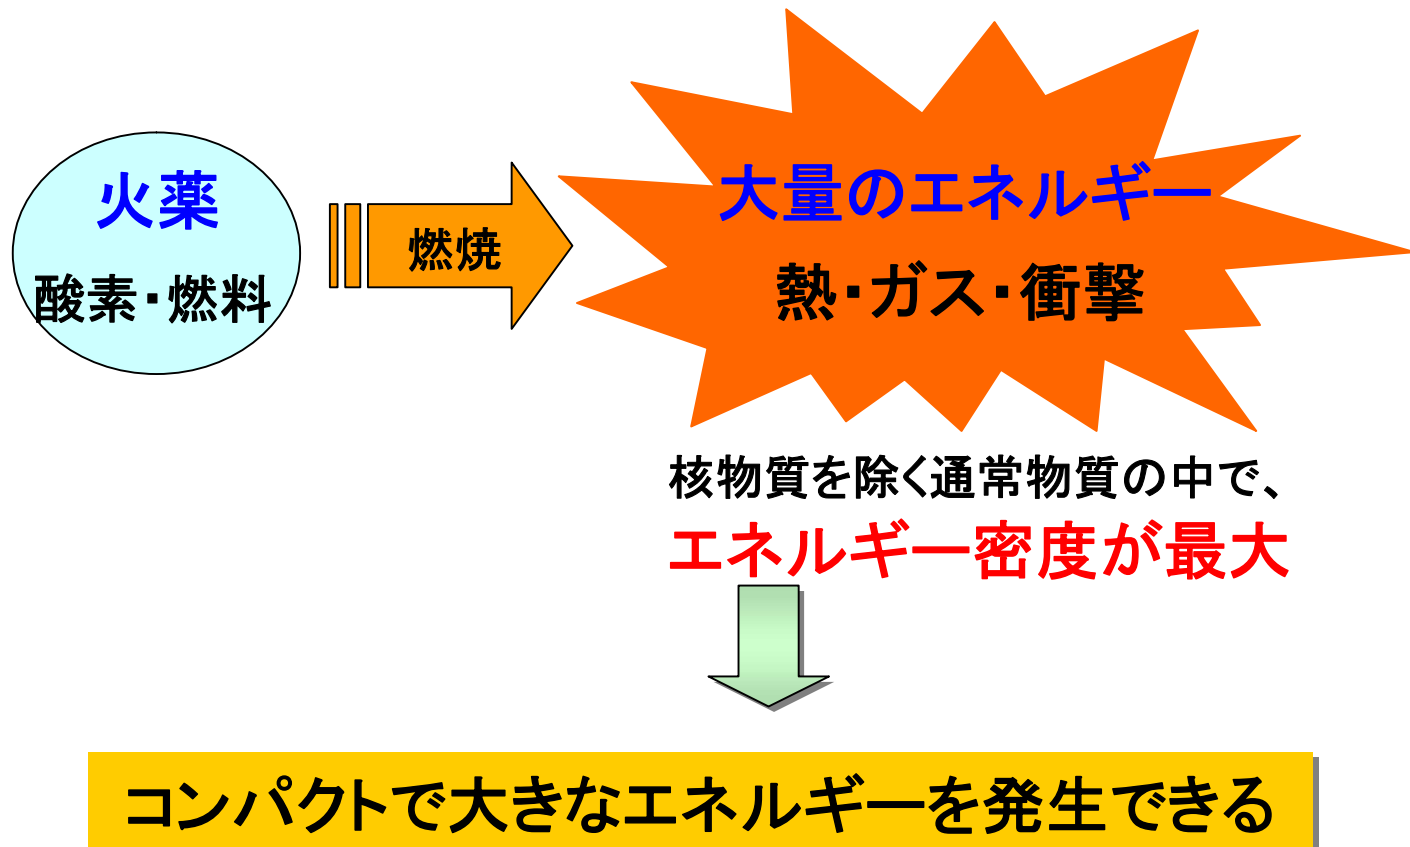 火薬
酸素・燃料
燃焼
大量のエネルギー
熱・ガス・衝撃
核物質を除く通常物質の中で、
エネルギー密度が最大
コンパクトで大きなエネルギーを発生できる